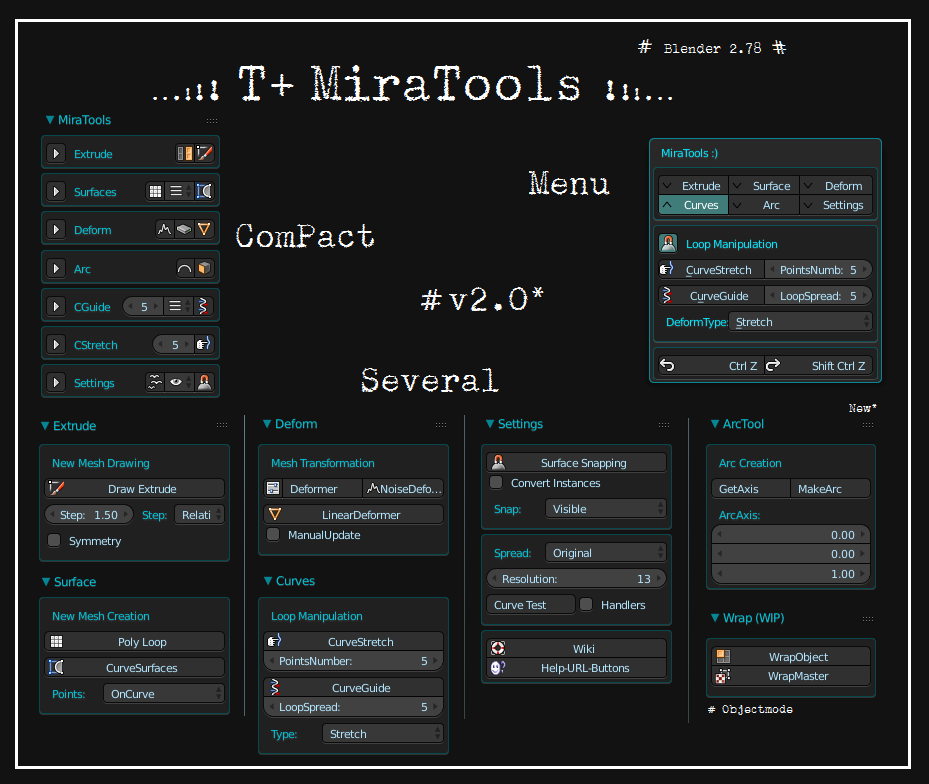 # Blender 2.78 #
...!!! T+ MiraTools !!!...
MiraTools
Extrude
Surfaces
Deform
Arc
CGuide 5
CStretch 5
Settings
Menu
ComPact
#v2.0*
Several
MiraTools :)
Extrude Surface Deform
Curves Arc Settings
Loop Manipulation
CurveStretch PointsNumb: 5
CurveGuide LoopSpread: 5
DeformType: Stretch
Ctrl Z Shift Ctrl Z
Extrude
New Mesh Drawing
Draw Extrude
Step: 1.50 Step: Relati
Symmetry
Surface
New Mesh Creation
Poly Loop
CurveSurfaces
Points: OnCurve
Deform
Mesh Transformation
Deformer NoiseDefo...
LinearDeformer
ManualUpdate
Curves
Loop Manipulation
CurveStretch
PointsNumber: 5
CurveGuide
LoopSpread: 5
Type: Stretch
Settings
Surface Snapping
Convert Instances
Snap: Visible
Spread: Original
Resolution: 13
Curve Test Handlers
Wiki
Help-URL-Buttons
New*
ArcTool
Arc Creation
GetAxis MakeArc
ArcAxis:
0.00
0.00
1.00
Wrap (WIP)
WrapObject
WrapMaster
# Objectmode